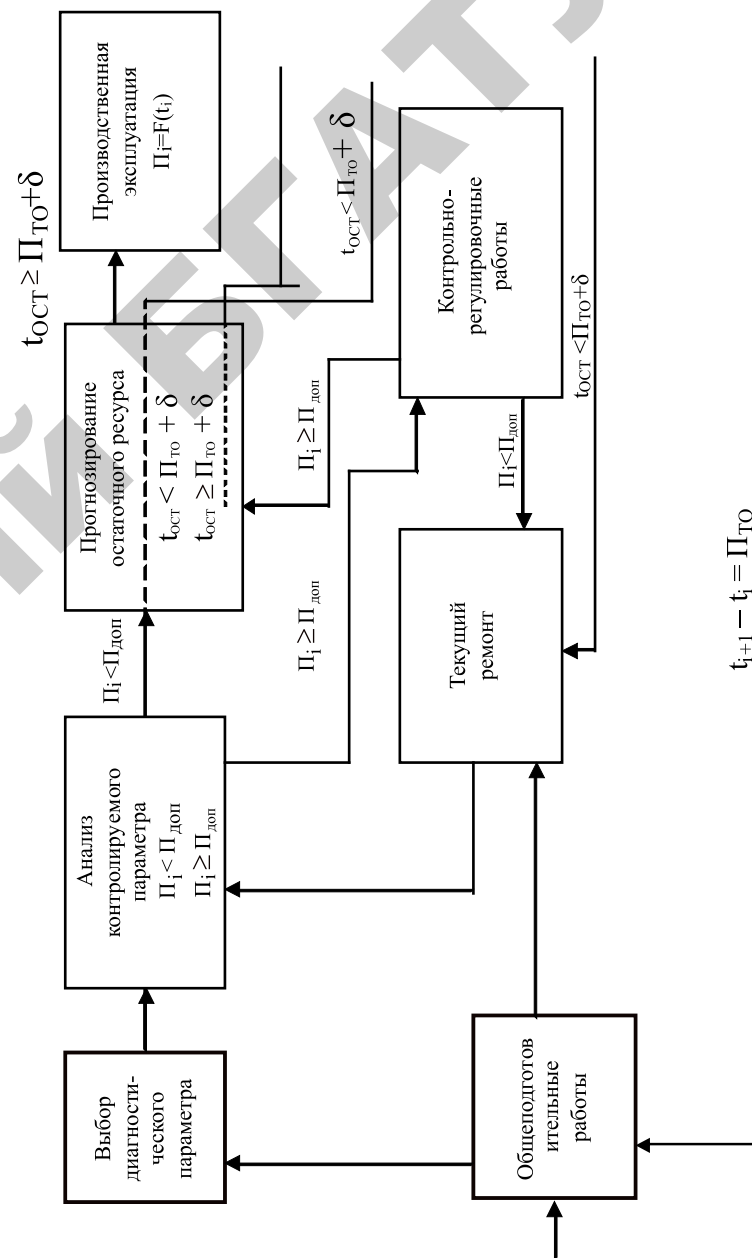 Выбор
диагности-
ческого
параметра
Анализ
контролируемого
параметра
Пi < Пдоп
Пi ≥ Пдоп
Пi<Пдоп
Прогнозирование
остаточного ресурса
tост < Пто + δ
tост ≥ Пто + δ
tОСТ ≥ ПТО+δ
Производственная
эксплуатация
Пi=F(ti)
Пi ≥ Пдоп
Пi ≥ Пдоп
tОСТ< Пто + δ
Общеподготов
ительные
работы
Текущий
ремонт
Пi<Пдоп
Контрольно-
регулировочные
работы
tОСТ <ПТО+δ
ti+1 − ti = ПТО
Й БГАТУ